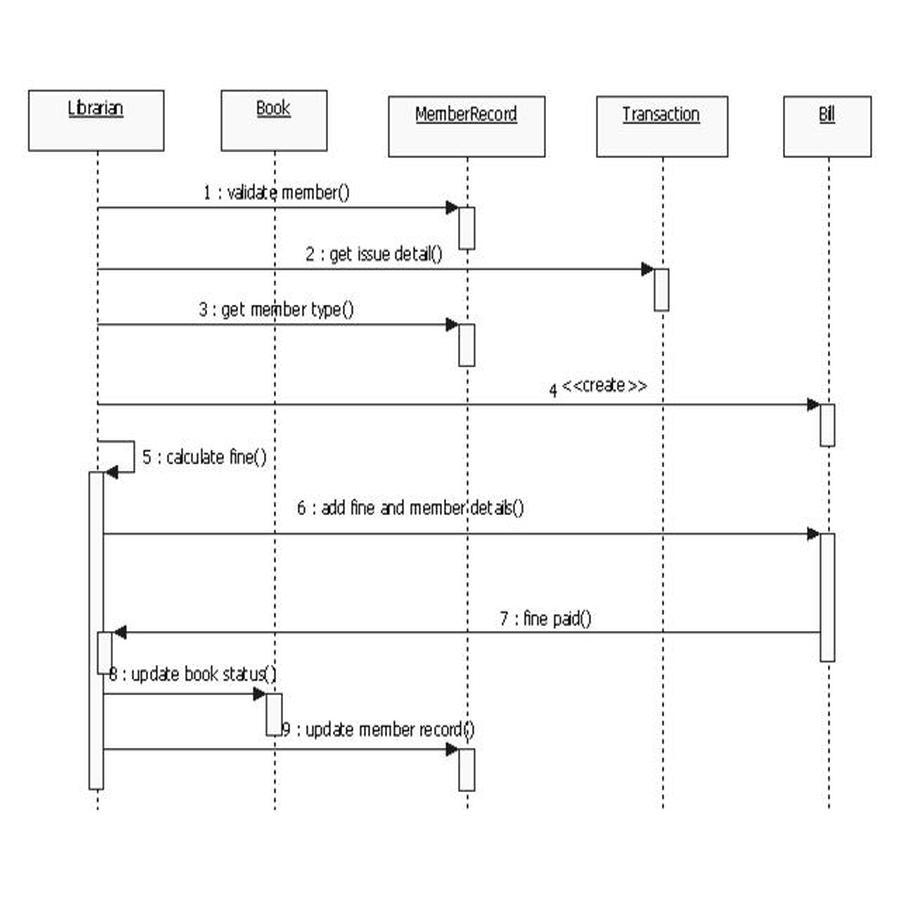 Librarian
Book
MemberRecord
Transaction
Bill
1 : validate member()
2 : get issue detail()
3 : get member type()
4 <<create>>
5 : calculate fine()
6 : add fine and member details()
7 : fine paid()
8 : update book status()
9 : update member record()